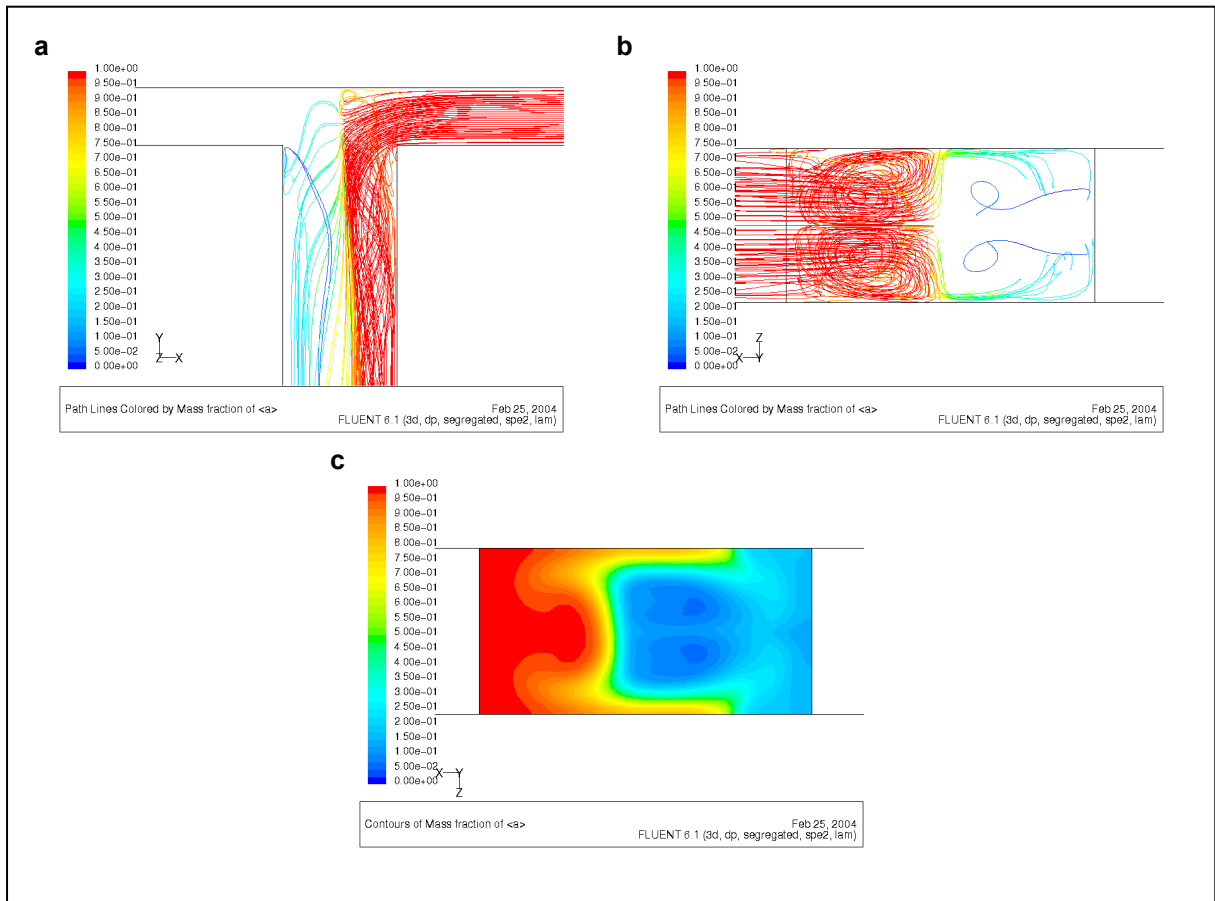 a
1.00e+00
9.50e-01
9.00e-01
8.50e-01
8.00e-01
7.50e-01
7.00e-01
6.50e-01
6.00e-01
5.50e-01
5.00e-01
4.50e-01
4.00e-01
3.50e-01
3.00e-01
2.50e-01
2.00e-01
1.50e-01
1.00e-01
5.00e-02
0.00e+00
Y
Z X
Path Lines Colored by Mass fraction of <a>
Feb 25, 2004
FLUENT 6.1 (3d, dp, segregated, spe2, lam)
b
1.00e+00
9.50e-01
9.00e-01
8.50e-01
8.00e-01
7.50e-01
7.00e-01
6.50e-01
6.00e-01
5.50e-01
5.00e-01
4.50e-01
4.00e-01
3.50e-01
3.00e-01
2.50e-01
2.00e-01
1.50e-01
1.00e-01
5.00e-02
0.00e+00
Z
X Y
Path Lines Colored by Mass fraction of <a>
Feb 25, 2004
FLUENT 6.1 (3d, dp, segregated, spe2, lam)
c
1.00e+00
9.50e-01
9.00e-01
8.50e-01
8.00e-01
7.50e-01
7.00e-01
6.50e-01
6.00e-01
5.50e-01
5.00e-01
4.50e-01
4.00e-01
3.50e-01
3.00e-01
2.50e-01
2.00e-01
1.50e-01
1.00e-01
5.00e-02
0.00e+00
X Y
Z
Contours of Mass fraction of <a>
Feb 25, 2004
FLUENT 6.1 (3d, dp, segregated, spe2, lam)